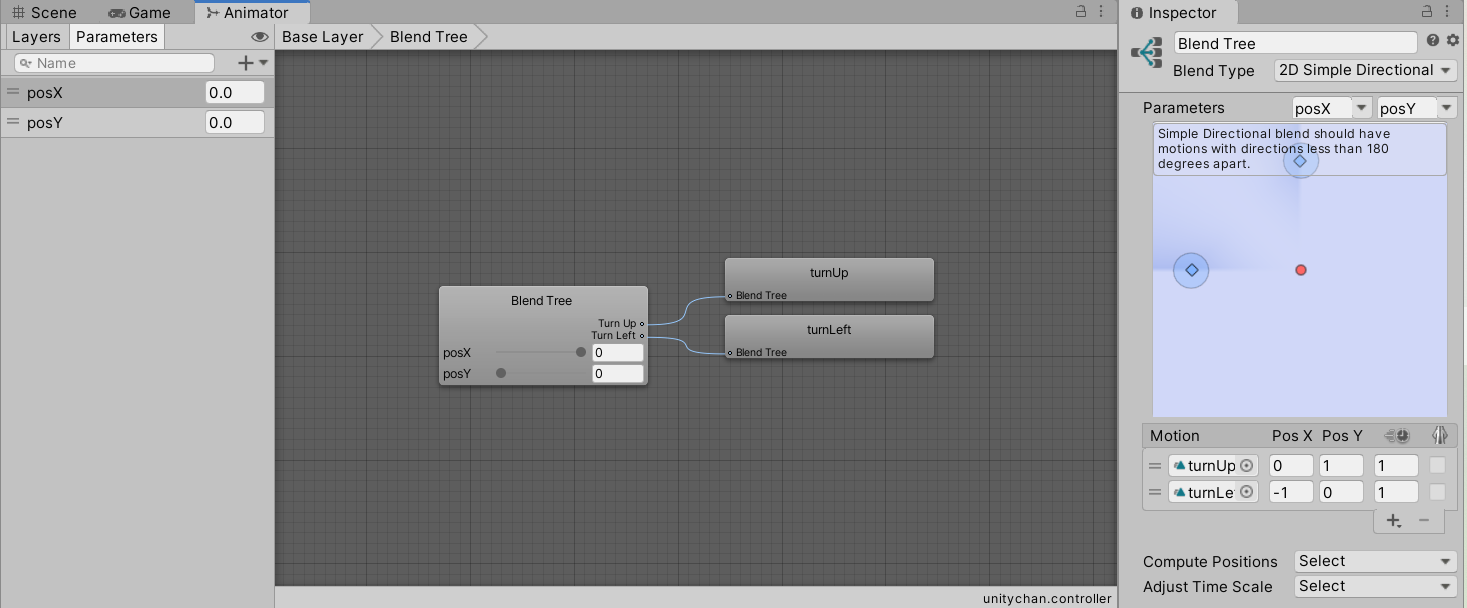 Scene
Game
Animator
Inspector
Layers
Parameters
Base Layer
Blend Tree
Blend Tree
Blend Type
2D Simple Directional
Name
posX
0.0
posY
0.0
Parameters
posX
posY
Simple Directional blend should have
motions with directions less than 180
degrees apart.
Blend Tree
Turn Up
Turn Left
posX
0
posY
0
turnUp
Blend Tree
turnLeft
Blend Tree
Motion Pos X Pos Y
turnUp 0 1 1
turnLe -1 0 1
Compute Positions
Select
Adjust Time Scale
Select
unitychan.controller